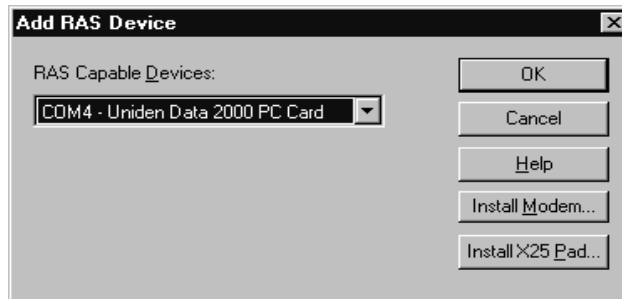 Add RAS Device
RAS Capable Devices:
COM4 - Uniden Data 2000 PC Card
OK
Cancel
Help
Install Modem...
Install X25 Pad...